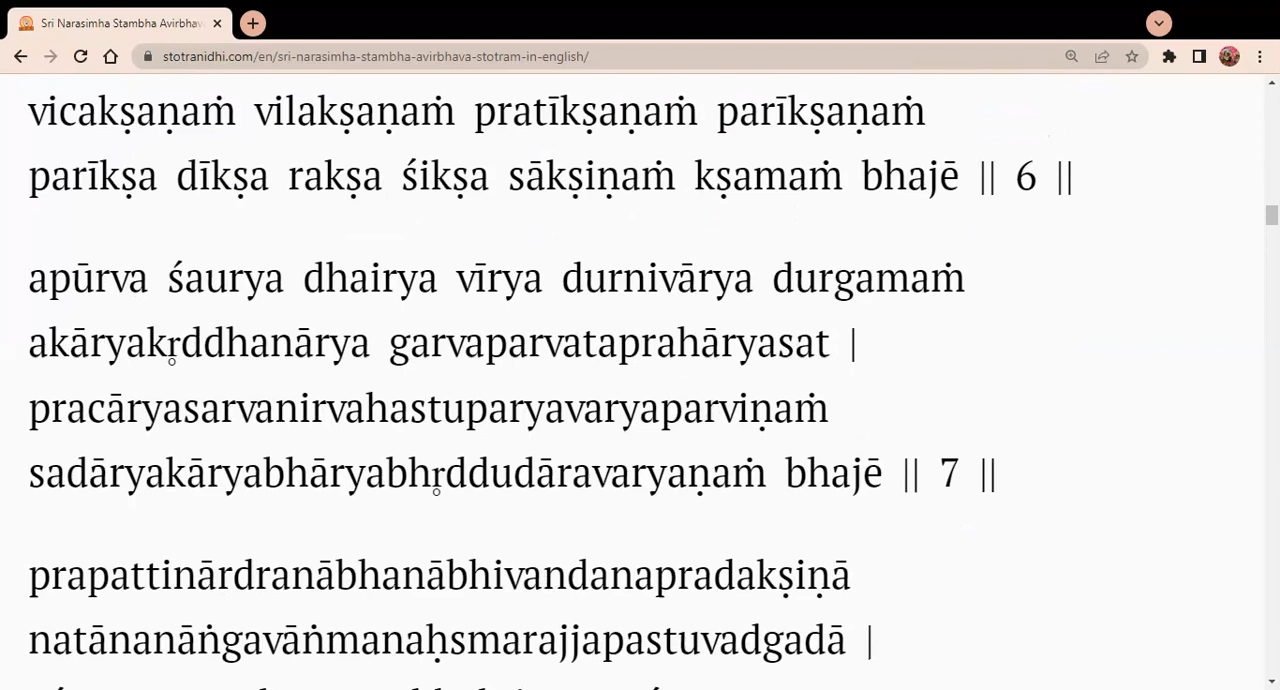 Sri Narasimha Stambha Avirbhav
stotranidhi.com/en/sri-narasimha-stambha-avirbhava-stotram-in-english/
vicakṣaṇaṁ vilakṣaṇaṁ pratīkṣaṇaṁ parīkṣaṇaṁ
parīkṣa dīkṣa rakṣa śikṣa sākṣiṇaṁ kṣamaṁ bhajē || 6 ||
apūrva śaurya dhairya vīrya durnivārya durgamaṁ
akāryakr̥ddhanārya garvaparvataprahāryasat |
pracāryasarvanirvahastuparyavaryaparviṇaṁ
sadāryakāryabhāryabhr̥ddudāravaryaṇaṁ bhajē || 7 ||
prapattinārdranābhanābhivandanapradakṣiṇā
natānanāṅgavāṅmanaḥsmarajjapastuvadgadā |